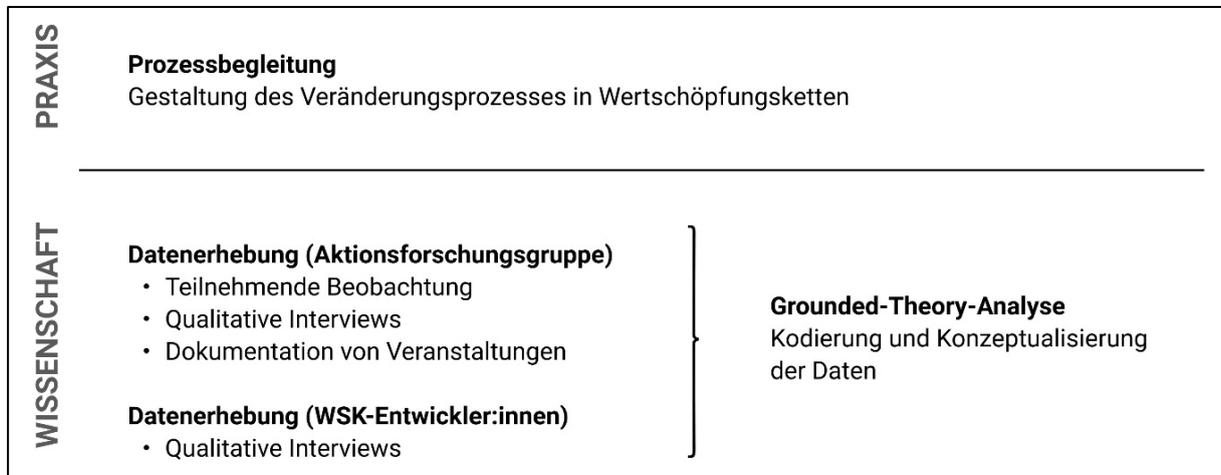 PRAXIS
Prozessbegleitung
Gestaltung des Veränderungsprozesses in Wertschöpfungsketten
WISSENSCHAFT
Datenerhebung (Aktionsforschungsgruppe)
• Teilnehmende Beobachtung
• Qualitative Interviews
• Dokumentation von Veranstaltungen
Datenerhebung (WSK-Entwickler:innen)
• Qualitative Interviews
Grounded-Theory-Analyse
Kodierung und Konzeptualisierung
der Daten